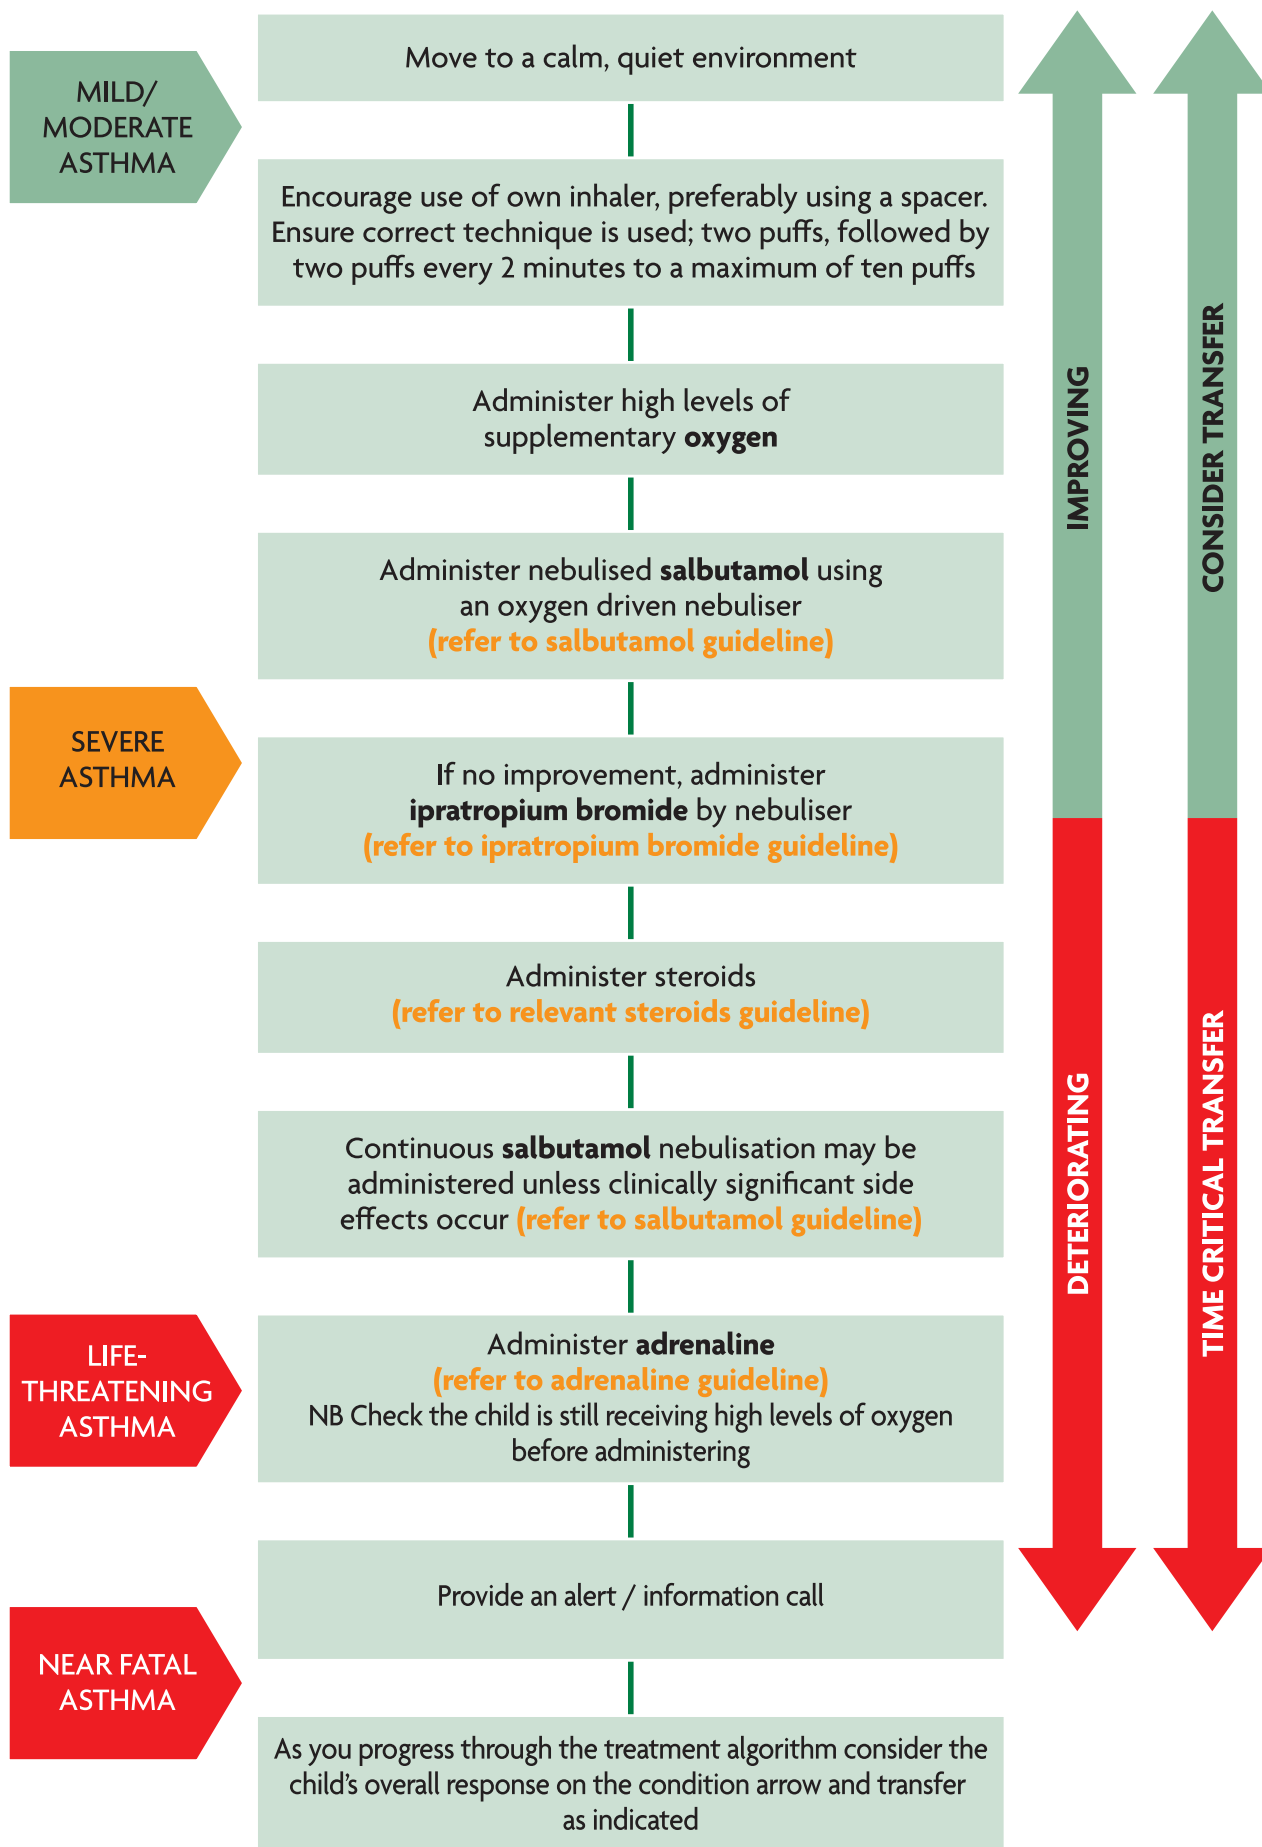 MILD/
MODERATE
ASTHMA
Move to a calm, quiet environment
Encourage use of own inhaler, preferably using a spacer.
Ensure correct technique is used; two puffs, followed by
two puffs every 2 minutes to a maximum of ten puffs
Administer high levels of
supplementary oxygen
Administer nebulised salbutamol using
an oxygen driven nebuliser
(refer to salbutamol guideline)
SEVERE
ASTHMA
If no improvement, administer
ipratropium bromide by nebuliser
(refer to ipratropium bromide guideline)
Administer steroids
(refer to relevant steroids guideline)
Continuous salbutamol nebulisation may be
administered unless clinically significant side
effects occur (refer to salbutamol guideline)
LIFE-
THREATENING
ASTHMA
Administer adrenaline
(refer to adrenaline guideline)
NB Check the child is still receiving high levels of oxygen
before administering
Provide an alert / information call
NEAR FATAL
ASTHMA
As you progress through the treatment algorithm consider the
child’s overall response on the condition arrow and transfer
as indicated
IMPROVING
DETERIORATING
CONSIDER TRANSFER
TIME CRITICAL TRANSFER